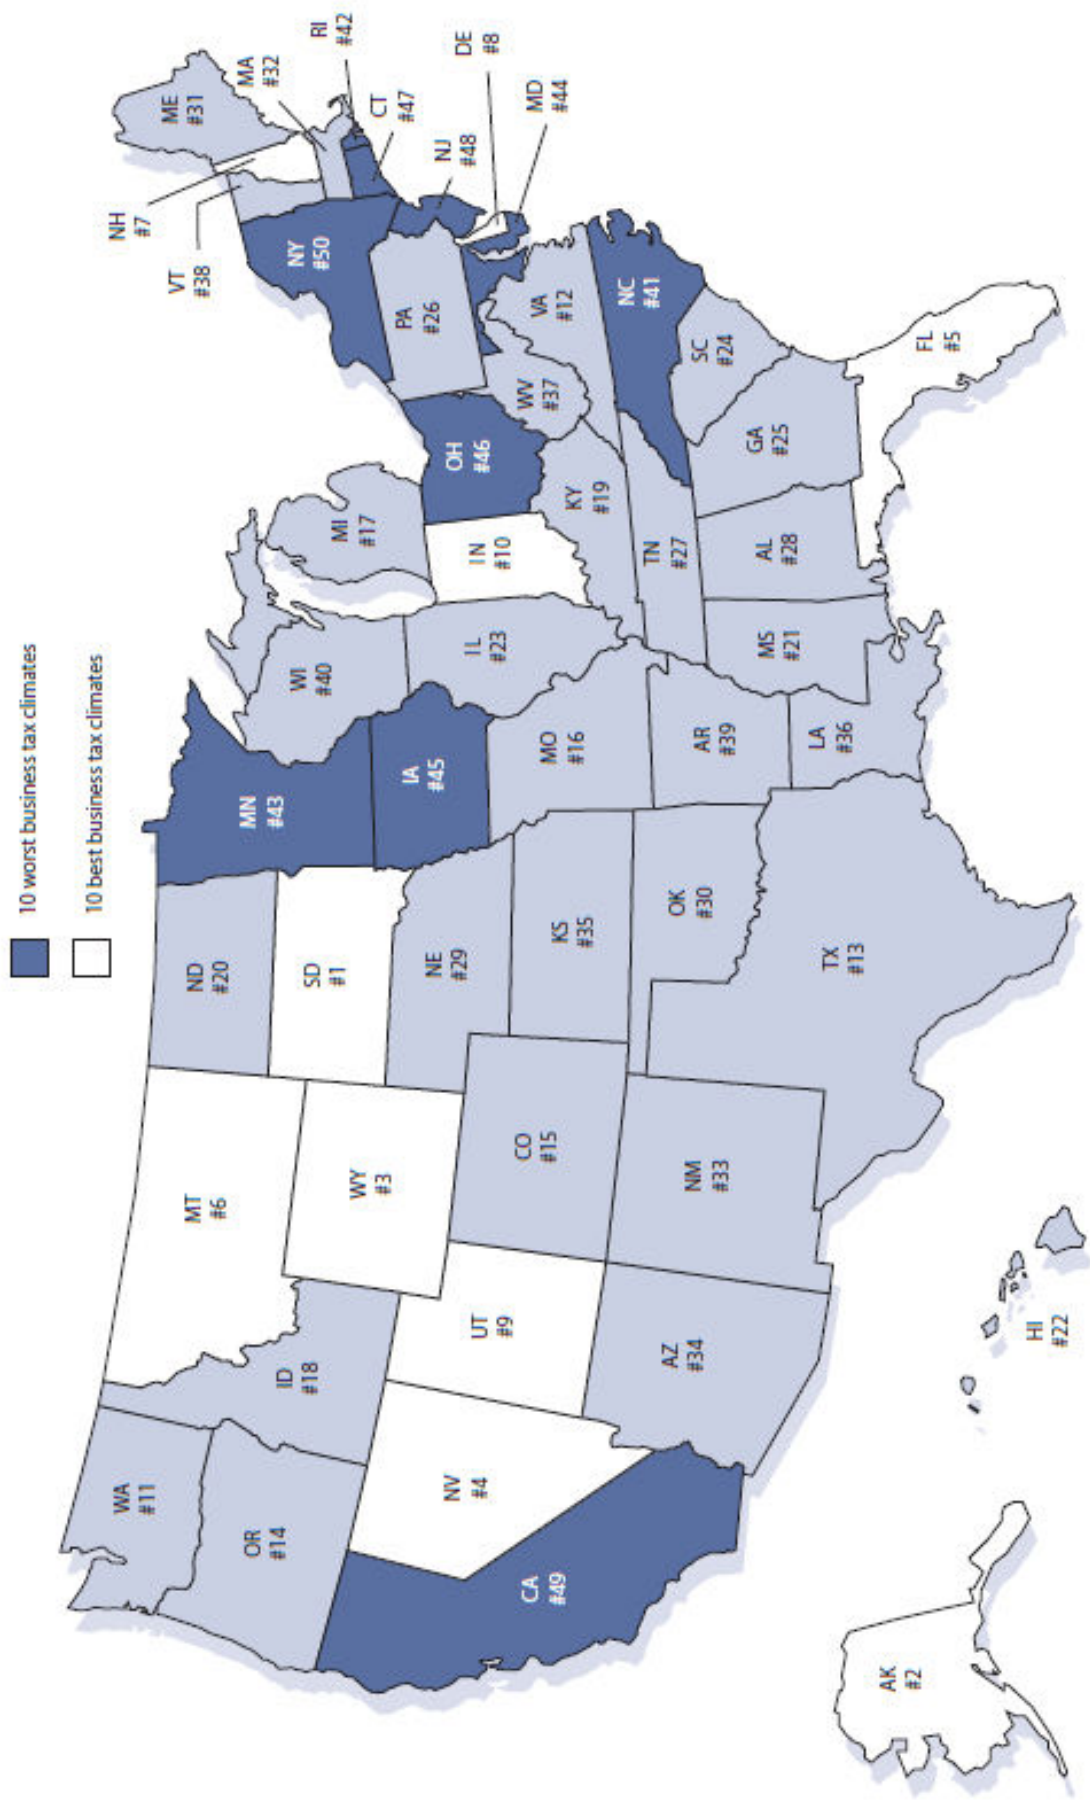 10 worst business tax climates
10 best business tax climates
WA
#11
OR
#14
CA
#49
NV
#4
ID
#18
MT
#6
WY
#3
UT
#9
AZ
#34
CO
#15
NM
#33
ND
#20
SD
#1
NE
#29
KS
#35
OK
#30
TX
#13
MN
#43
IA
#45
MO
#16
AR
#39
LA
#36
WI
#40
IL
#23
MS
#21
MI
#17
IN
#10
KY
#19
TN
#27
AL
#28
OH
#46
WV
#37
GA
#25
FL
#5
SC
#24
NC
#41
VA
#12
PA
#26
NY
#50
VT
#38
NH
#7
ME
#31
MA
#32
RI
#42
CT
#47
NJ
#48
DE
#8
MD
#44
AK
#2
HI
#22